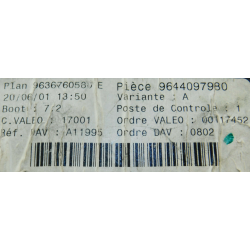 Plan 9636760580 E Pièce 9644097980
20/06/01 13:50 Variante : A
Boot : 7.2 Poste de Controle : 1
C.VALEO : 17001 Ordre VALEO : 00117452
Réf. DAV : A11995 Ordre DAV : 0802